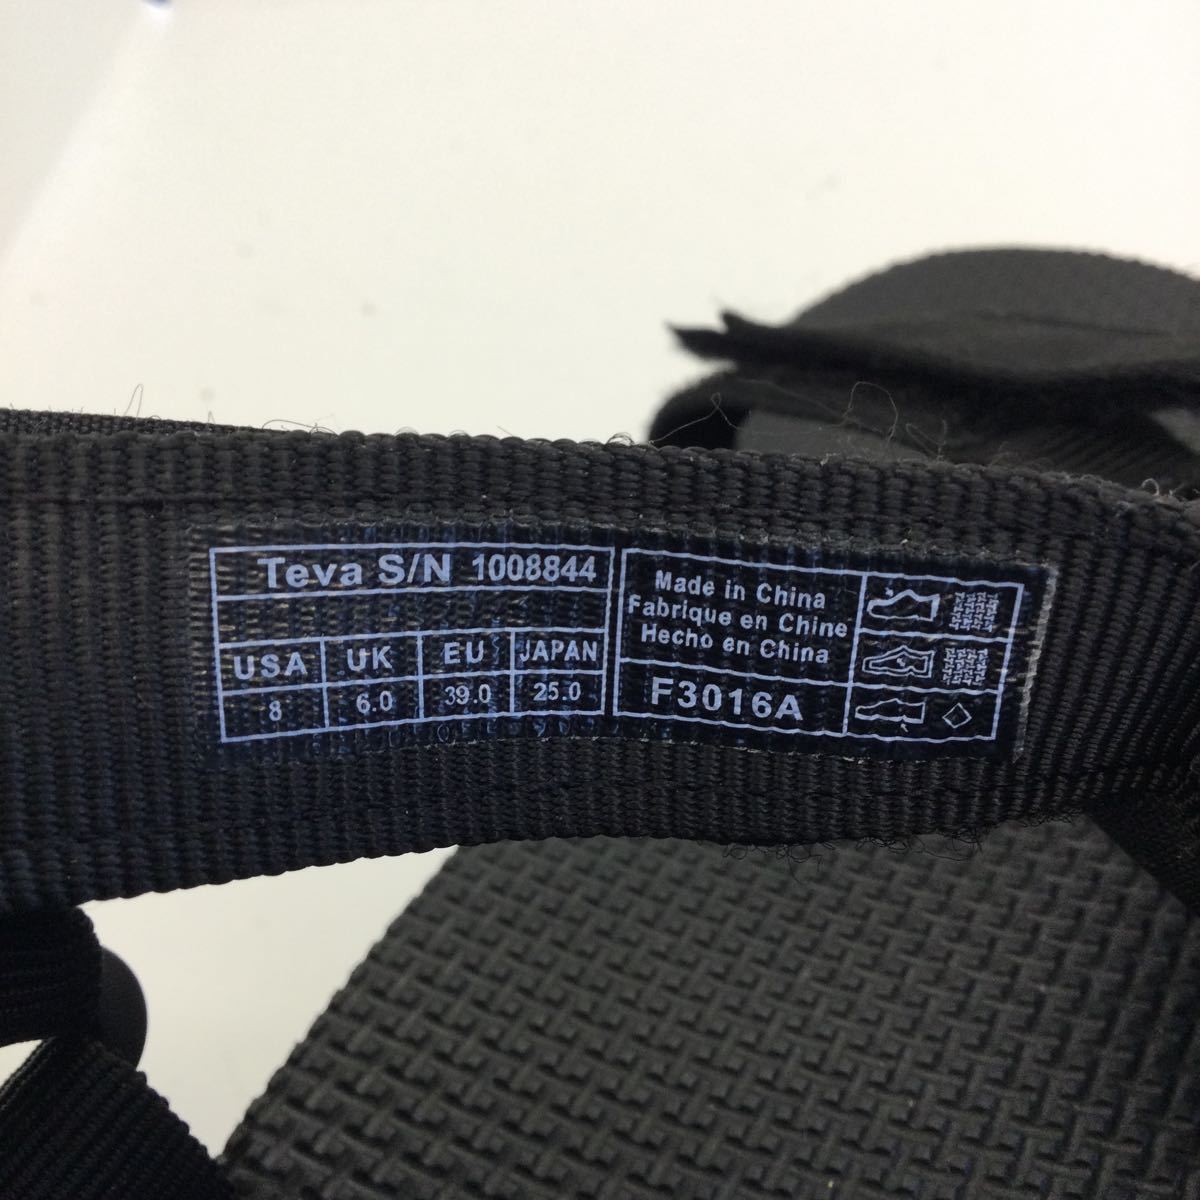 Teva S/N 1008844
USA UK EU JAPAN
8 6.0 39.0 25.0
Made in China
Fabrique en Chine
Hecho en China
F3016A